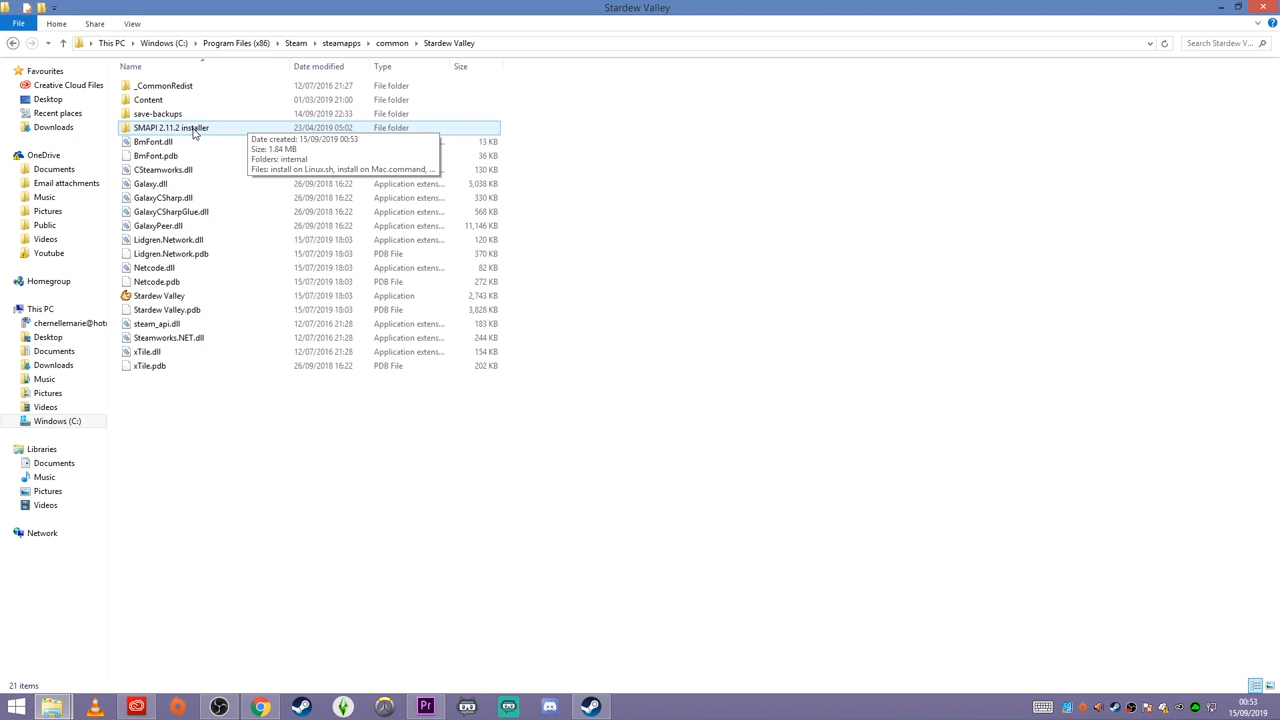 Stardew Valley
File Home Share View
This PC Windows (C:) Program Files (x86) Steam steamapps common Stardew Valley
Search Stardew V...
Name Date modified Type Size
Favourites
Creative Cloud Files
Desktop
Recent places
Downloads
OneDrive
Documents
Email attachments
Music
Pictures
Public
Videos
Youtube
Homegroup
This PC
chernellemarie@hot
Desktop
Documents
Downloads
Music
Pictures
Videos
Windows (C:)
Libraries
Documents
Music
Pictures
Videos
Network
_CommonRedist 12/07/2016 21:27 File folder
Content 01/03/2019 21:00 File folder
save-backups 14/09/2019 22:33 File folder
SMAPI 2.11.2 installer 23/04/2019 05:02 File folder
BmFont.dll 13 KB
BmFont.pdb 36 KB
CSteamworks.dll 130 KB
Date created: 15/09/2019 00:53
Size: 1.84 MB
Folders: internal
Files: install on Linux.sh, install on Mac.command, ...
Galaxy.dll 26/09/2018 16:22 Application extens... 5,038 KB
GalaxyCSharp.dll 26/09/2018 16:22 Application extens... 330 KB
GalaxyCSharpGlue.dll 26/09/2018 16:22 Application extens... 568 KB
GalaxyPeer.dll 26/09/2018 16:22 Application extens... 11,146 KB
Lidgren.Network.dll 15/07/2019 18:03 Application extens... 120 KB
Lidgren.Network.pdb 15/07/2019 18:03 PDB File 370 KB
Netcode.dll 15/07/2019 18:03 Application extens... 82 KB
Netcode.pdb 15/07/2019 18:03 PDB File 272 KB
Stardew Valley 15/07/2019 18:03 Application 2,743 KB
Stardew Valley.pdb 15/07/2019 18:03 PDB File 3,828 KB
steam_api.dll 12/07/2016 21:28 Application extens... 183 KB
Steamworks.NET.dll 12/07/2016 21:28 Application extens... 244 KB
xTile.dll 12/07/2016 21:28 Application extens... 154 KB
xTile.pdb 26/09/2018 16:22 PDB File 202 KB
21 items
Pr
00:53
15/09/2019